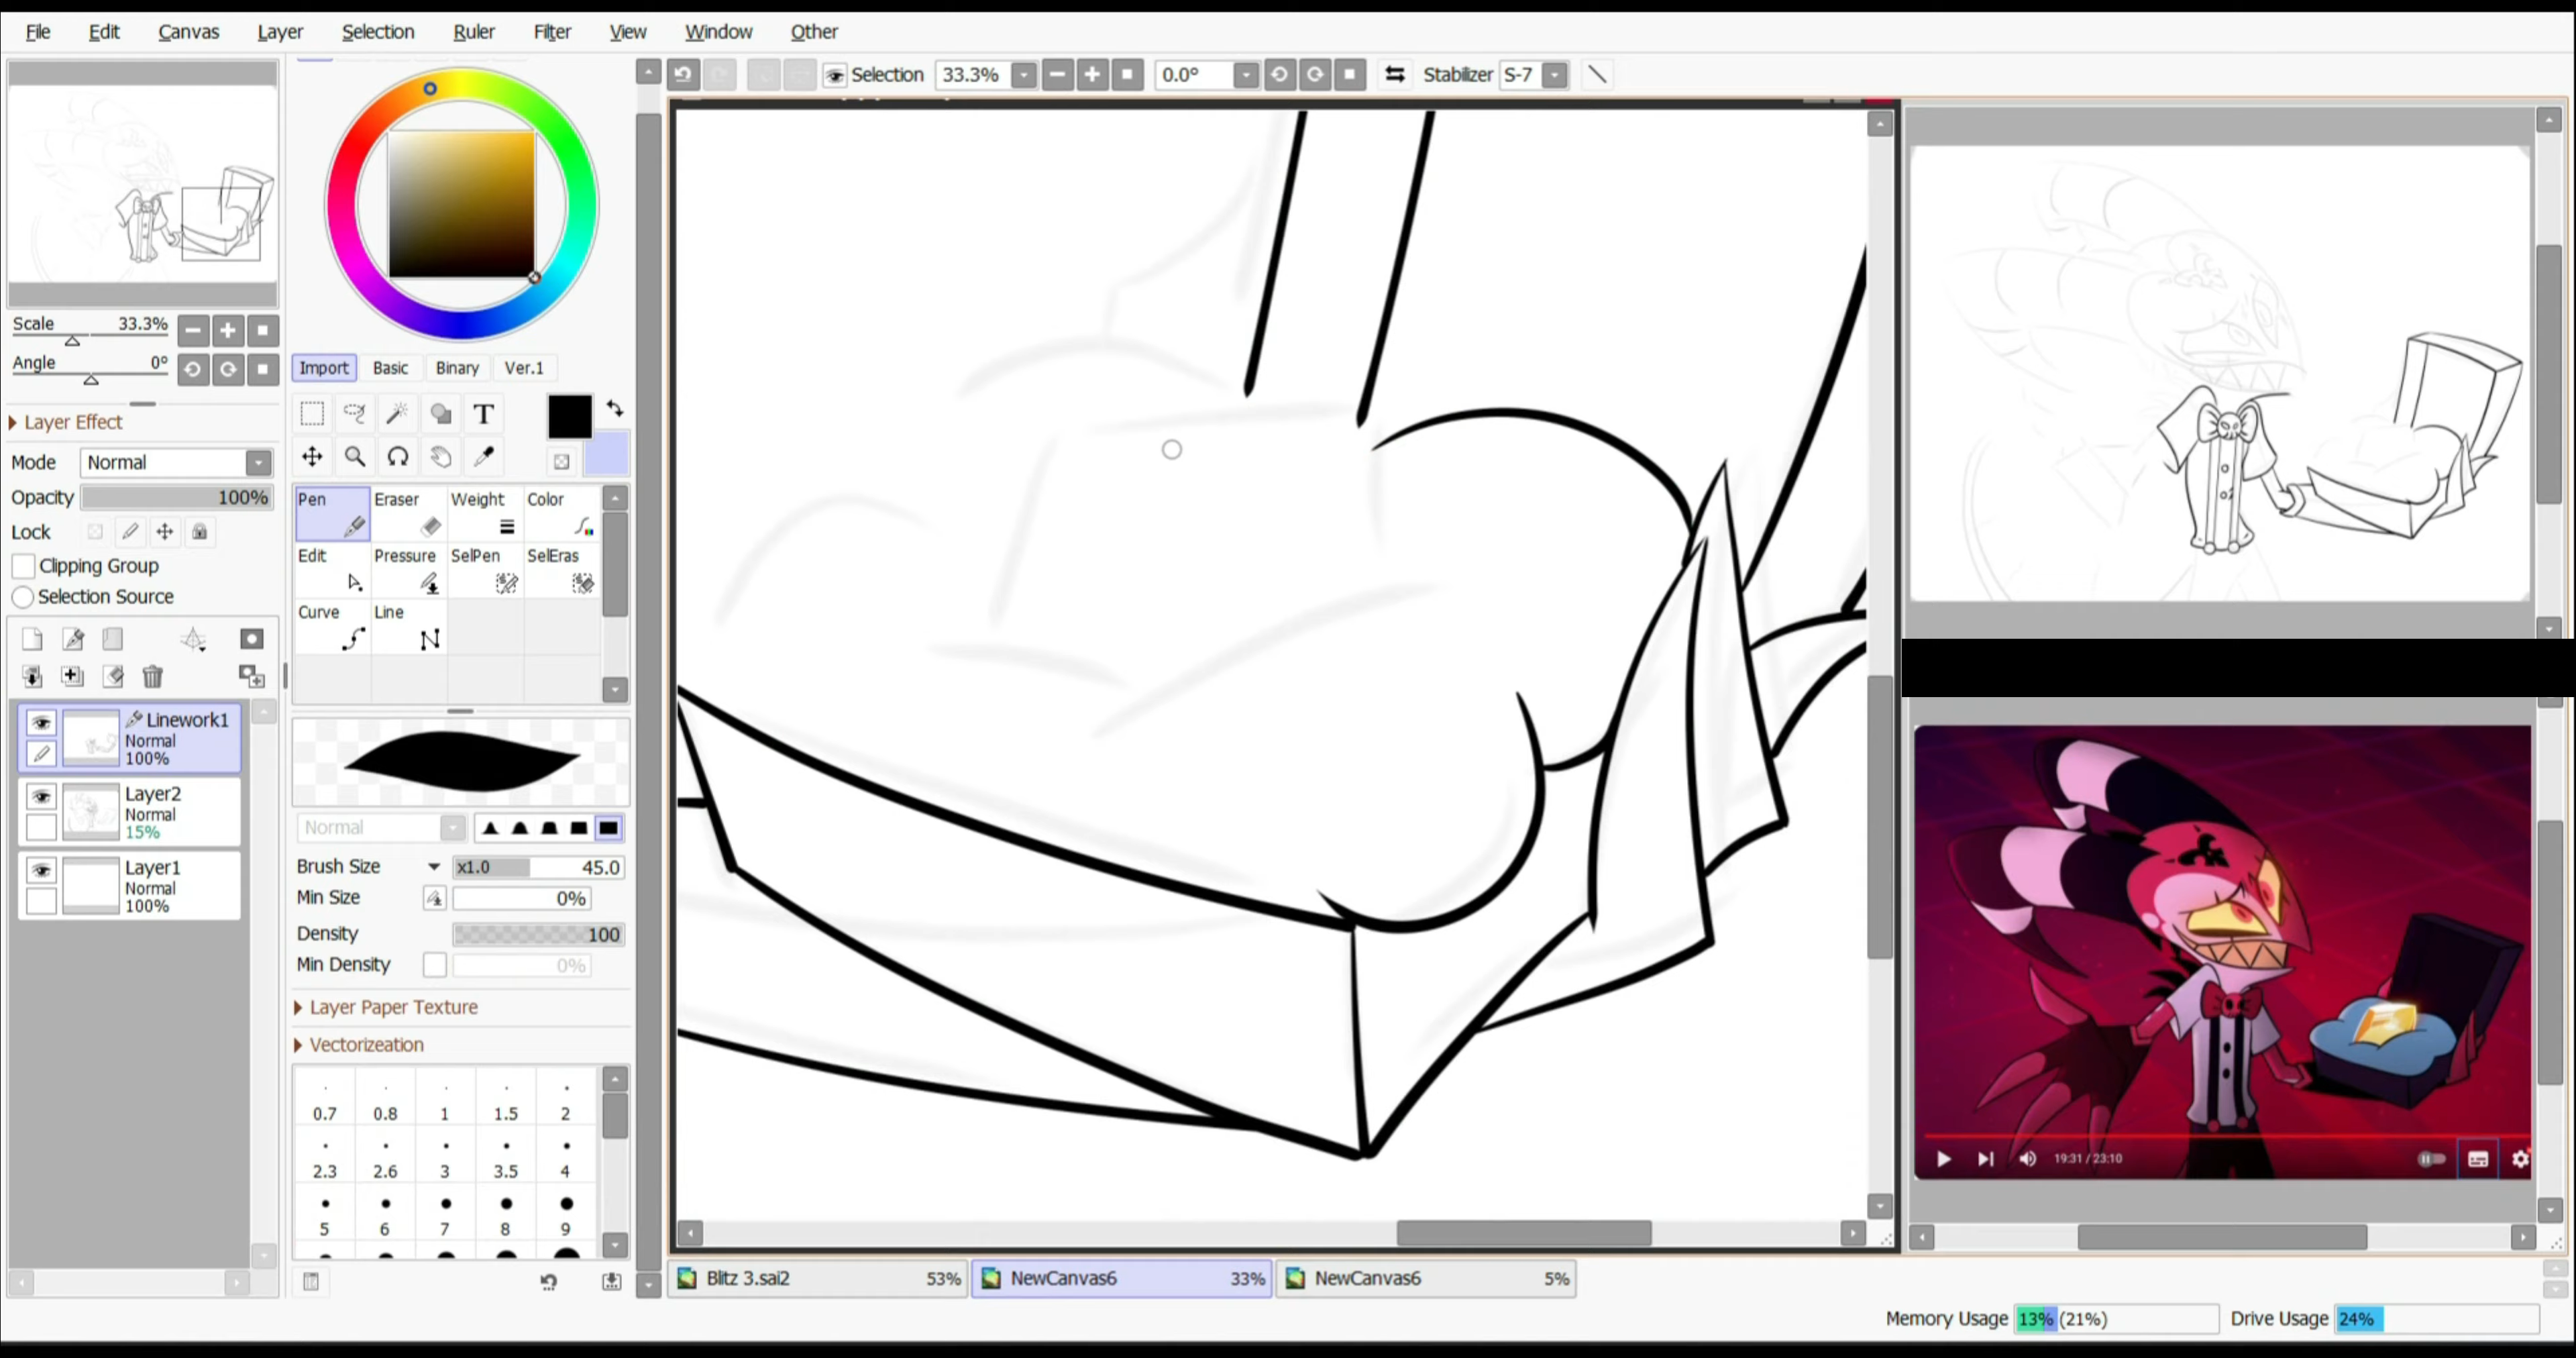 File Edit Canvas Layer Selection Ruler Filter View Window Other
Selection 33.3% 0.0° Stabilizer S-7
Scale 33.3%
Angle 0°
Layer Effect
Mode Normal
Opacity 100%
Lock
Clipping Group
Selection Source
Linework1
Normal
100%
Layer2
Normal
15%
Layer1
Normal
100%
Import Basic Binary Ver.1
T
Pen Eraser Weight Color
Edit Pressure SelPen SelEras
Curve Line
Normal
Brush Size x1.0 45.0
Min Size 0%
Density 100
Min Density 0%
Layer Paper Texture
Vectorizeation
0.7 0.8 1 1.5 2
2.3 2.6 3 3.5 4
5 6 7 8 9
19:31 / 23:10
Blitz 3.sai2 53% NewCanvas6 33% NewCanvas6 5%
Memory Usage 13% (21%) Drive Usage 24%